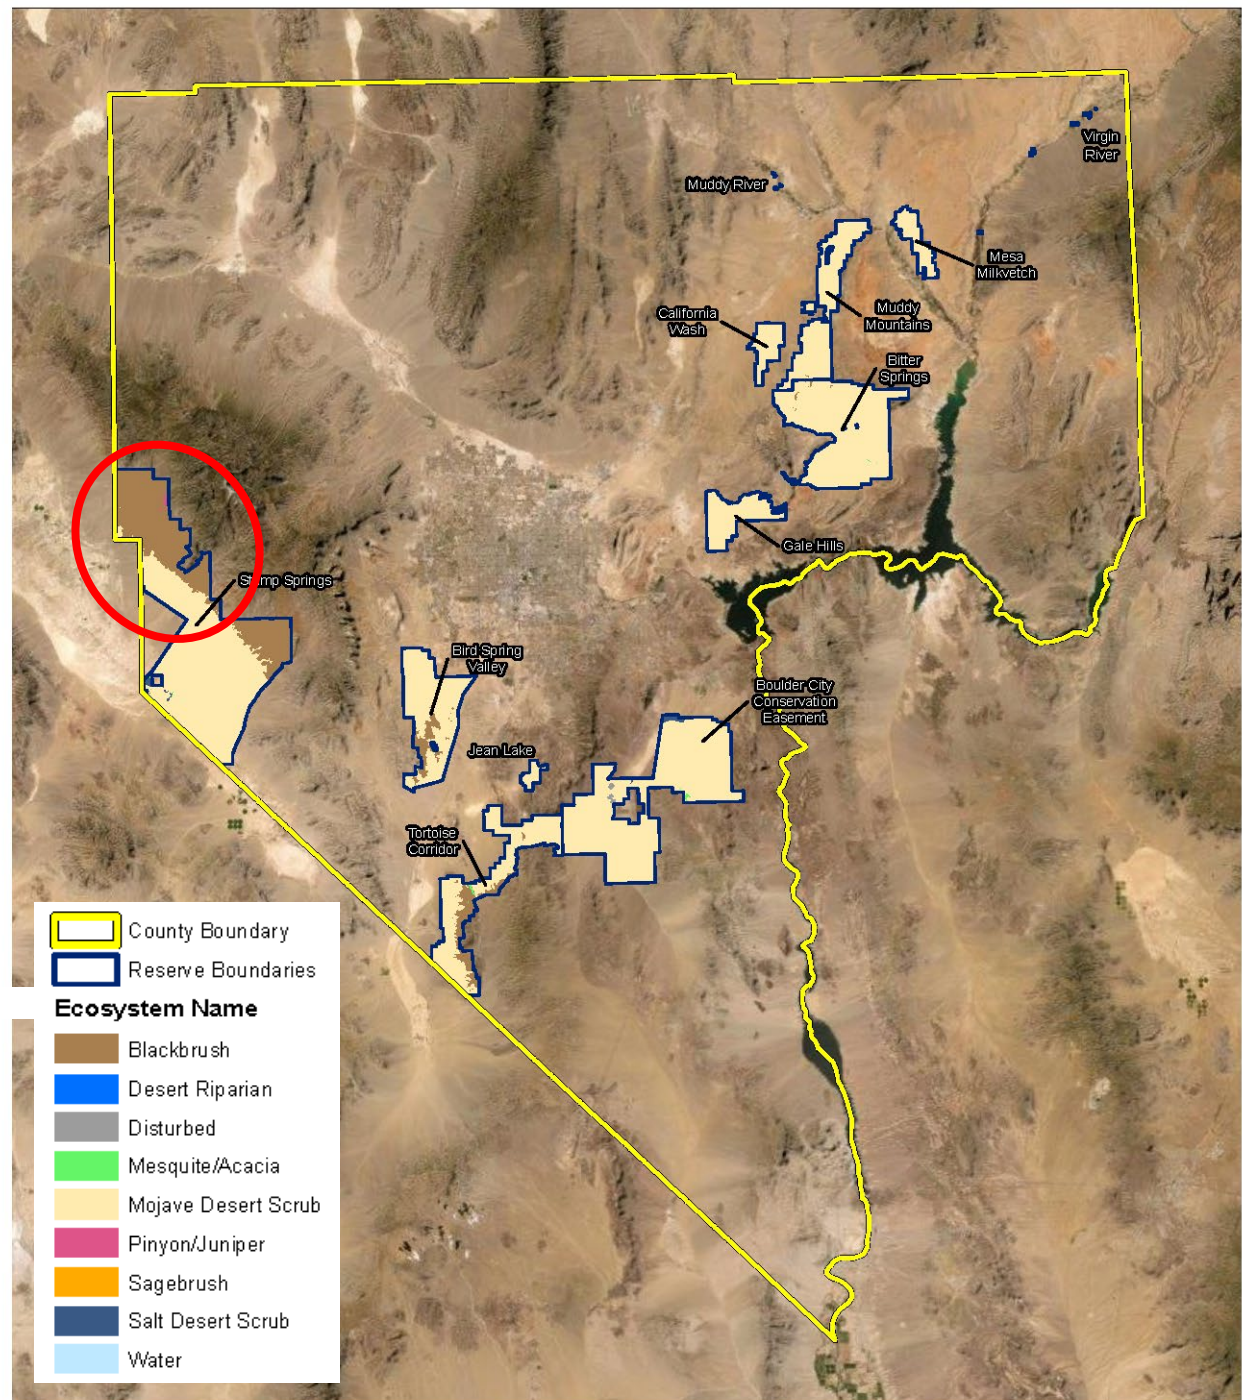 Virgin
River
Muddy River
Mesa
Milkvetch
California
Wash
Muddy
Mountains
Bitter
Springs
Gale Hills
Stump Springs
Bird Spring
Valley
Boulder City
Conservation
Easement
Jean Lake
Tortoise
Corridor
County Boundary
Reserve Boundaries
Ecosystem Name
Blackbrush
Desert Riparian
Disturbed
Mesquite/Acacia
Mojave Desert Scrub
Pinyon/Juniper
Sagebrush
Salt Desert Scrub
Water